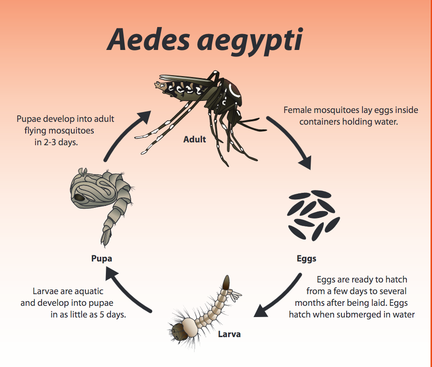 Aedes aegypti
Female mosquitoes lay eggs inside
containers holding water.
Pupae develop into adult
flying mosquitoes
in 2-3 days.
Adult
Pupa
Eggs
Eggs are ready to hatch
from a few days to several
months after being laid. Eggs
hatch when submerged in water
Larvae are aquatic
and develop into pupae
in as little as 5 days.
Larva